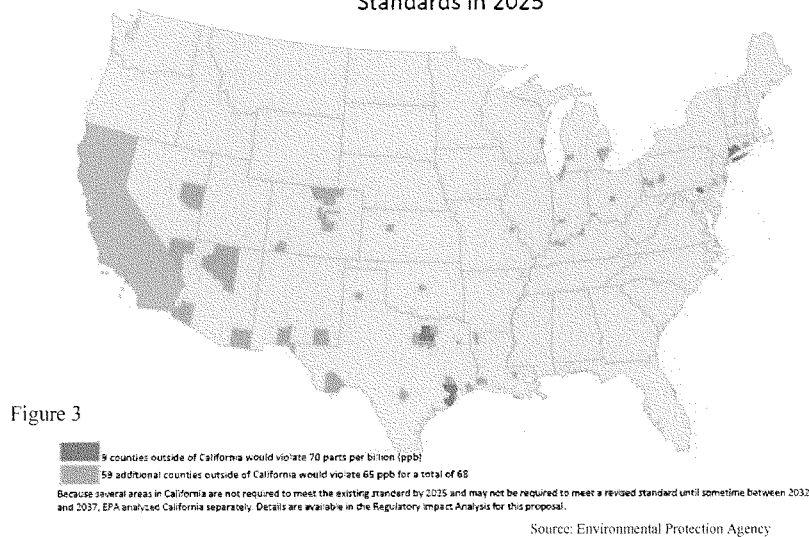 Standards in 2025
Figure 3
9 counties outside of California would violate 70 parts per billion (ppb)
59 additional counties outside of California would violate 65 ppb for a total of 68
Because several areas in California are not required to meet the existing standard by 2025 and may not be required to meet a revised standard until sometime between 2032
and 2037, EPA analyzed California separately. Details are available in the Regulatory Impact Analysis for this proposal.
Source: Environmental Protection Agency